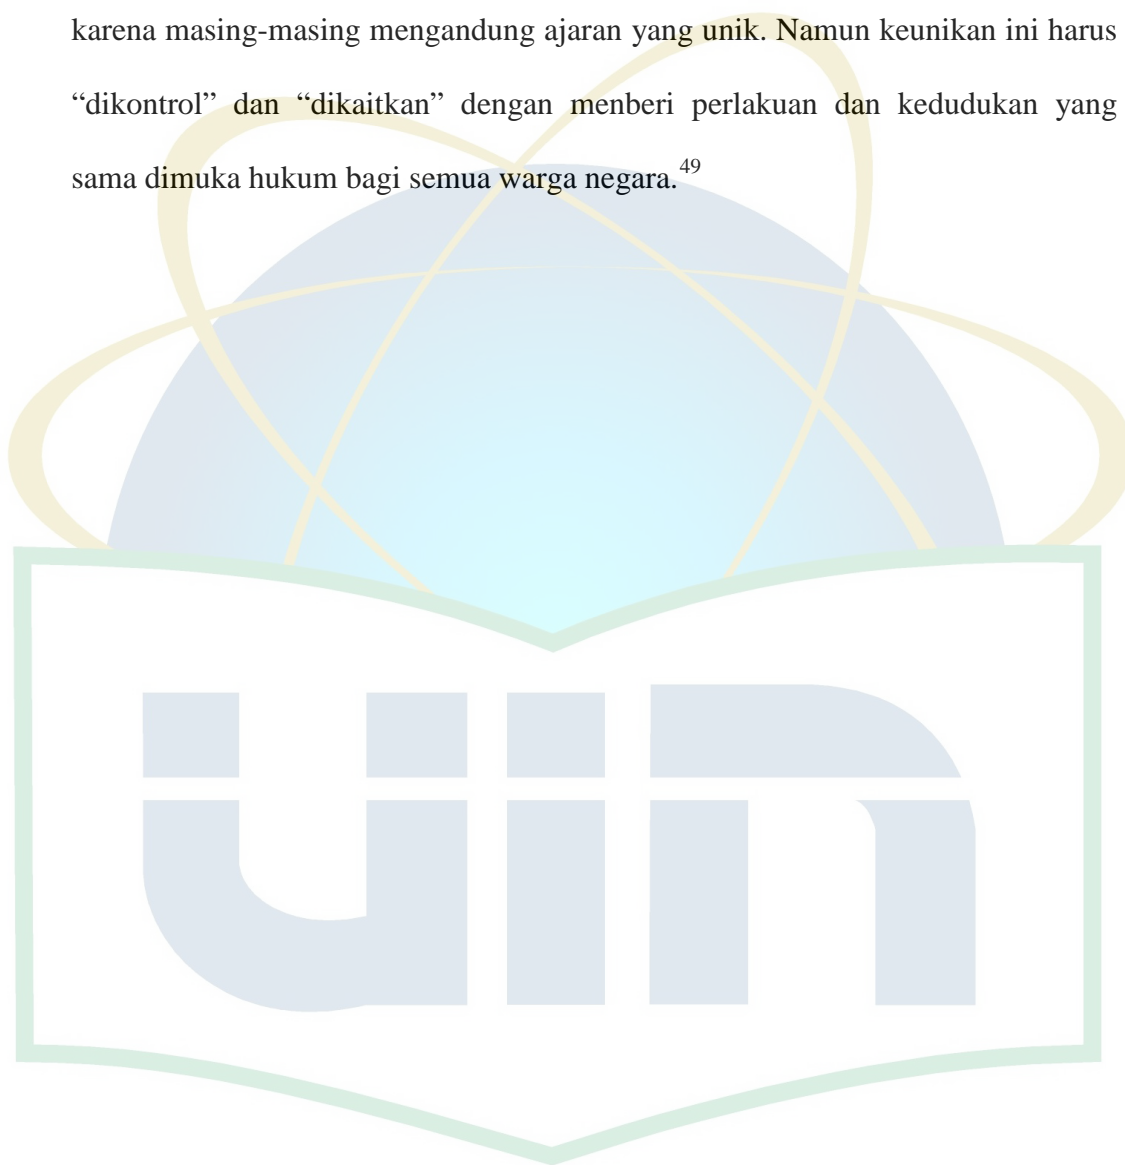 karena masing-masing mengandung ajaran yang unik. Namun keunikan ini harus
“dikontrol” dan “dikaitkan” dengan menberi perlakuan dan kedudukan yang
sama dimuka hukum bagi semua warga negara.49
uin